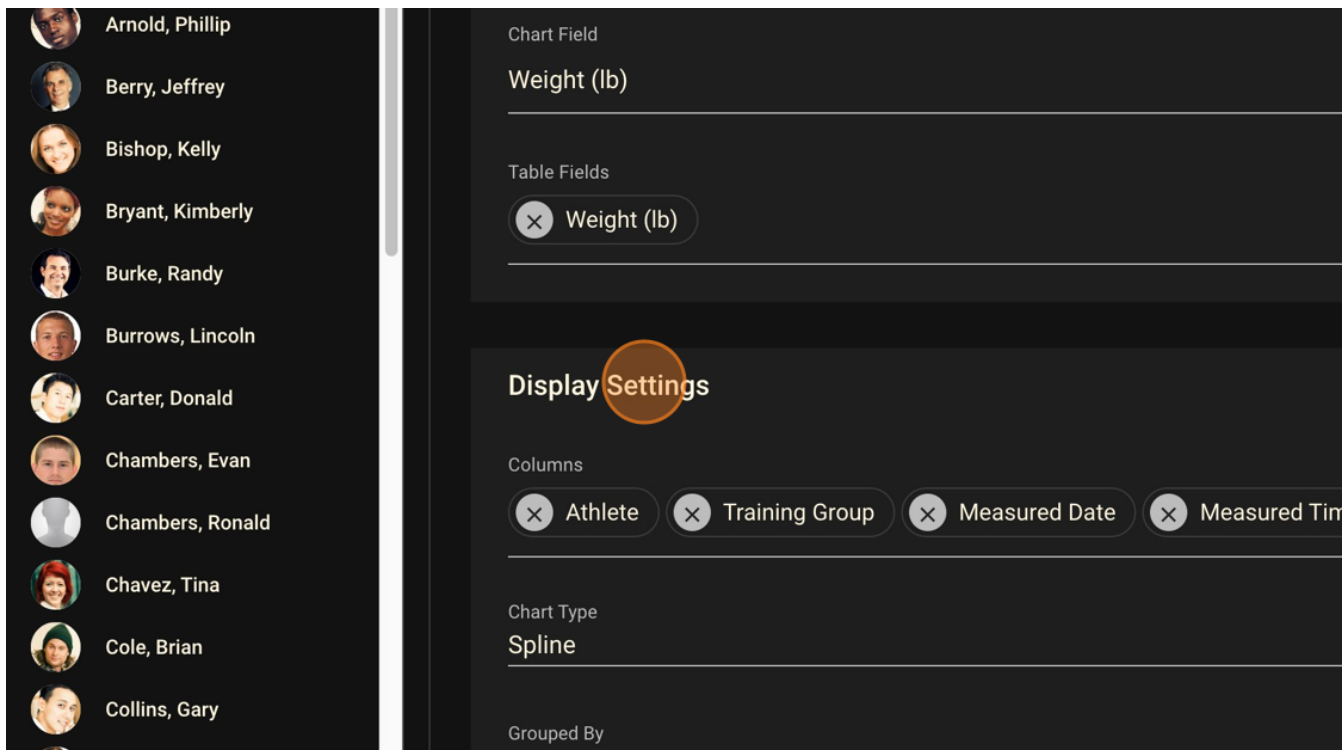 Arnold, Phillip
Berry, Jeffrey
Bishop, Kelly
Bryant, Kimberly
Burke, Randy
Burrows, Lincoln
Carter, Donald
Chambers, Evan
Chambers, Ronald
Chavez, Tina
Cole, Brian
Collins, Gary
Chart Field
Weight (lb)
Table Fields
Weight (lb)
Display Settings
Columns
Athlete Training Group Measured Date Measured Tim
Chart Type
Spline
Grouped By